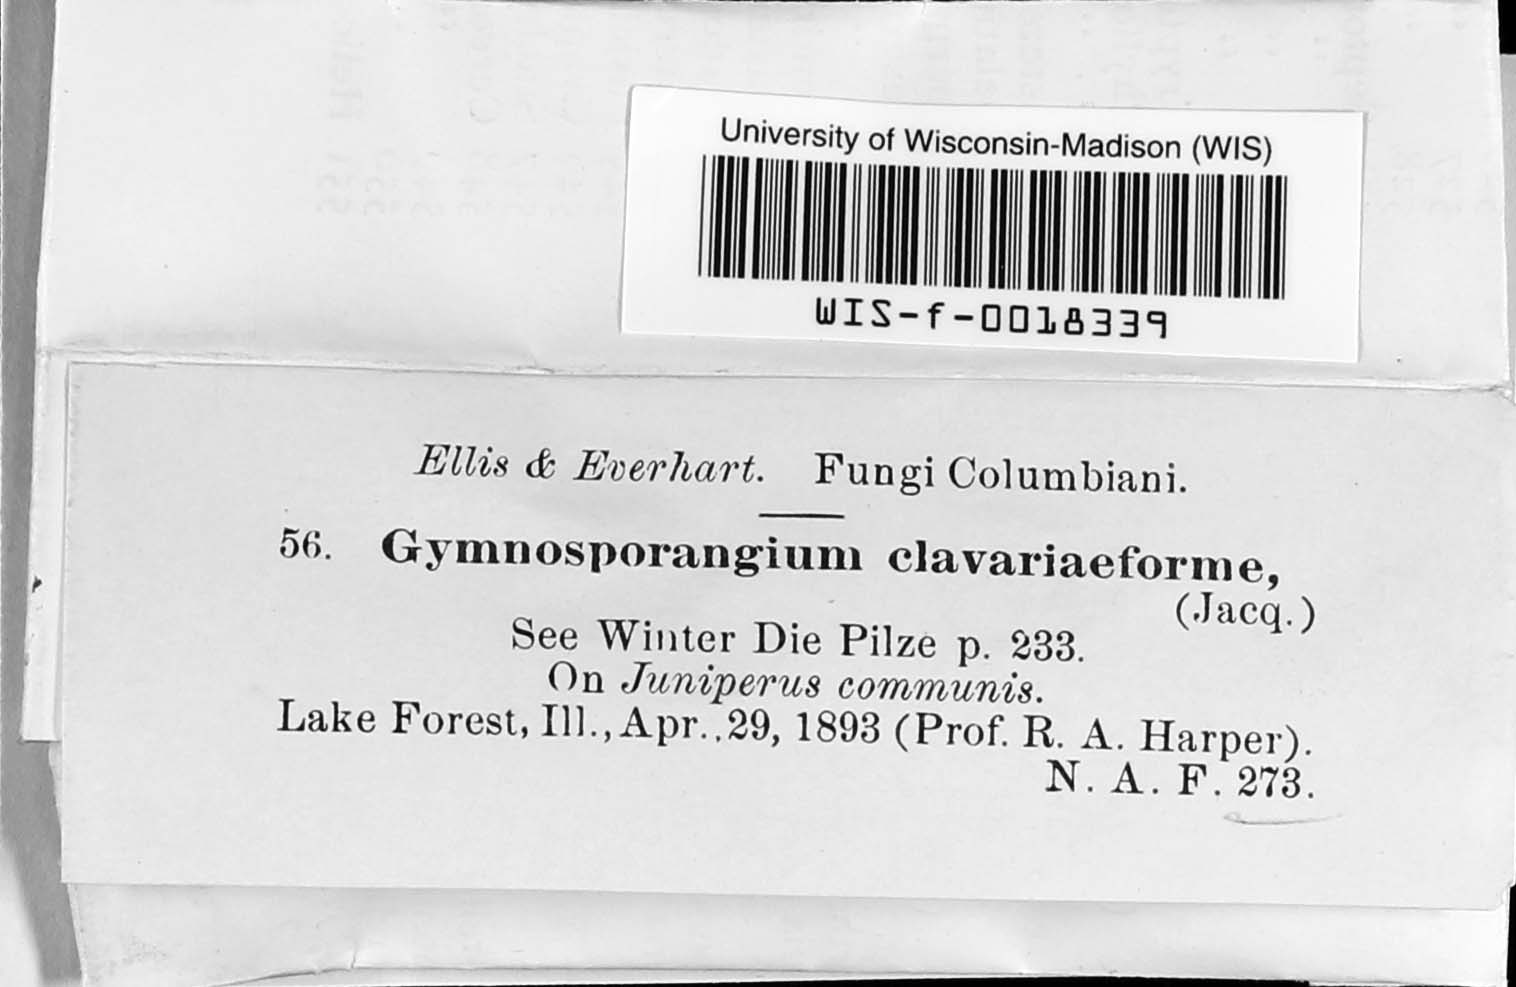 University of Wisconsin-Madison (WIS)
WIS-f-0018339
Ellis & Everhart. Fungi Columbiani.
56. Gymnosporangium clavariaeforme,
(Jacq.)
See Winter Die Pilze p. 233.
On Juniperus communis.
Lake Forest, Ill., Apr., 29, 1893 (Prof. R. A. Harper).
N. A. F. 273.